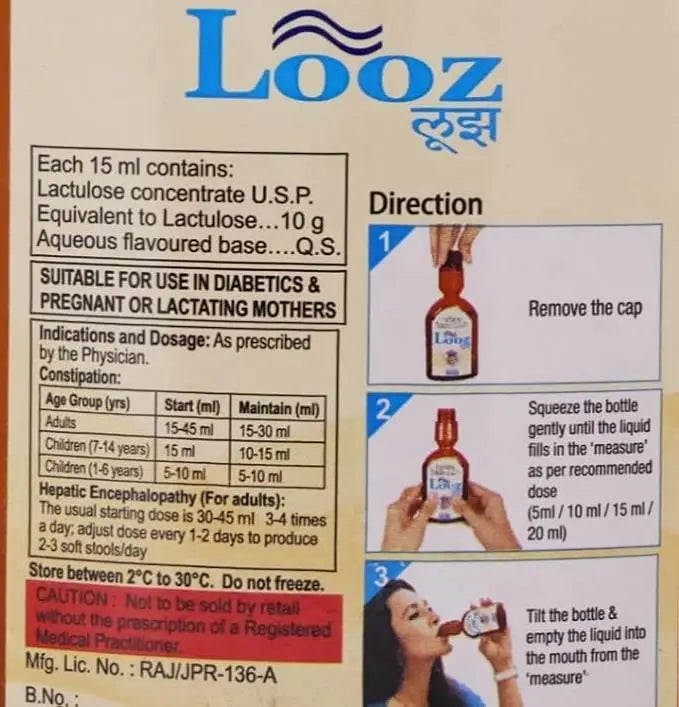 Looz
लूझ
Each 15 ml contains:
Lactulose concentrate U.S.P.
Equivalent to Lactulose...10 g
Aqueous flavoured base....Q.S.
SUITABLE FOR USE IN DIABETICS &
PREGNANT OR LACTATING MOTHERS
Indications and Dosage: As prescribed
by the Physician.
Constipation:
Age Group (yrs) Start (ml) Maintain (ml)
Adults 15-45 ml 15-30 ml
Children (7-14 years) 15 ml 10-15 ml
Children (1-6 years) 5-10 ml 5-10 ml
Hepatic Encephalopathy (For adults):
The usual starting dose is 30-45 ml 3-4 times
a day; adjust dose every 1-2 days to produce
2-3 soft stools/day
Store between 2°C to 30°C. Do not freeze.
CAUTION : Not to be sold by retail
without the prescription of a Registered
Medical Practitioner.
Mfg. Lic. No. : RAJ/JPR-136-A
B.No. :
Direction
1
Looz
Remove the cap
2
Looz
Squeeze the bottle
gently until the liquid
fills in the 'measure'
as per recommended
dose
(5ml / 10 ml / 15 ml /
20 ml)
3
Tilt the bottle &
empty the liquid into
the mouth from the
'measure'